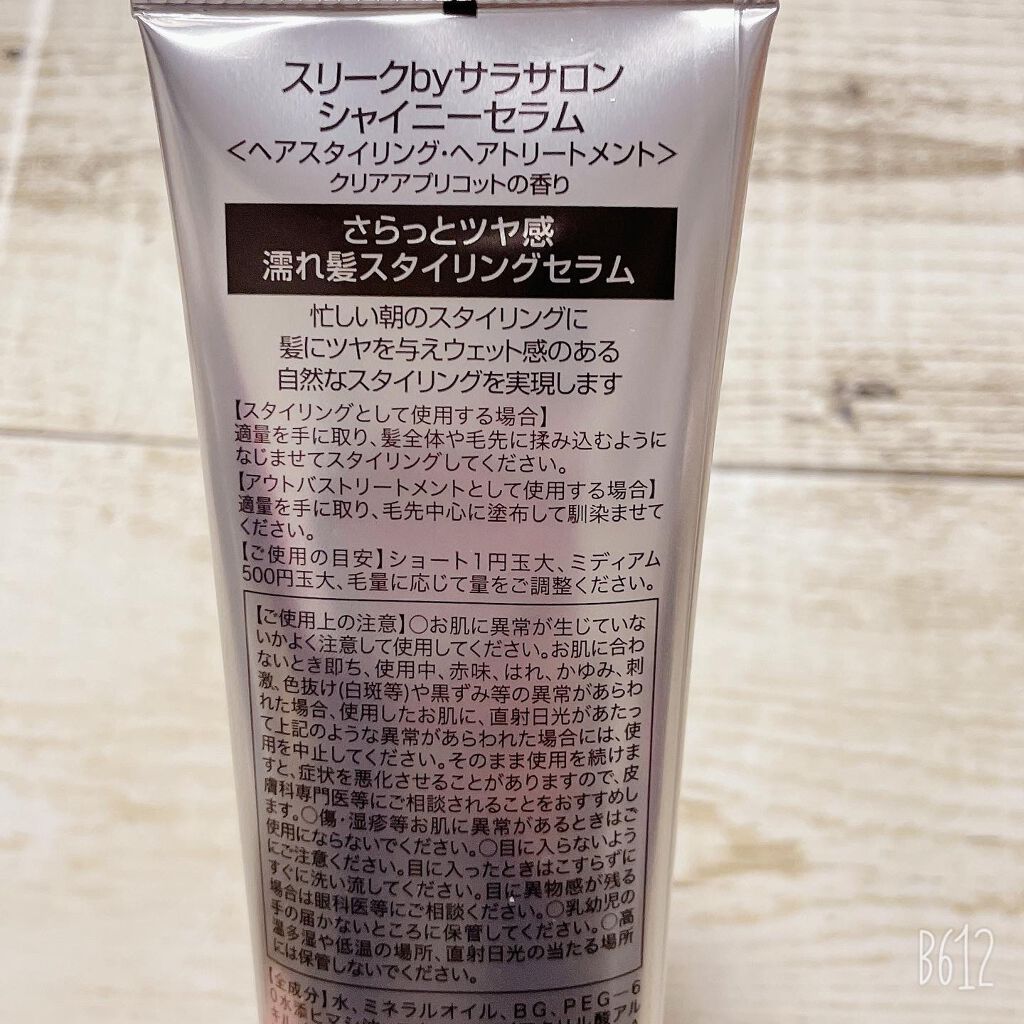 スリークbyサラサロン
シャイニーセラム
<ヘアスタイリング・ヘアトリートメント>
クリアアプリコットの香り
さらっとツヤ感
濡れ髪スタイリングセラム
忙しい朝のスタイリングに
髪にツヤを与えウェット感のある
自然なスタイリングを実現します
【スタイリングとして使用する場合】
適量を手に取り、髪全体や毛先に揉み込むように
なじませてスタイリングしてください。
【アウトバストリートメントとして使用する場合】
適量を手に取り、毛先中心に塗布して馴染ませて
ください。
【ご使用の目安】ショート1円玉大、ミディアム
500円玉大、毛量に応じて量をご調整ください。
【ご使用上の注意】○お肌に異常が生じていな
いかよく注意して使用してください。お肌に合わ
ないとき即ち、使用中、赤味、はれ、かゆみ、刺
激、色抜け(白斑等)や黒ずみ等の異常があらわ
れた場合、使用したお肌に、直射日光があたっ
て上記のような異常があらわれた場合には、使
用を中止してください。そのまま使用を続けま
すと、症状を悪化させることがありますので、皮
膚科専門医等にご相談されることをおすすめし
ます。○傷・湿疹等お肌に異常があるときはご
使用にならないでください。○目に入らないよう
にご注意ください。目に入ったときはこすらずに
すぐに洗い流してください。目に異物感が残る
場合は眼科医等にご相談ください。○乳幼児の
手の届かないところに保管してください。○高
温多湿や低温の場所、直射日光の当たる場所
には保管しないでください。
【全成分】水、ミネラルオイル、BG、PEG-6
0水添ヒマシ
B612